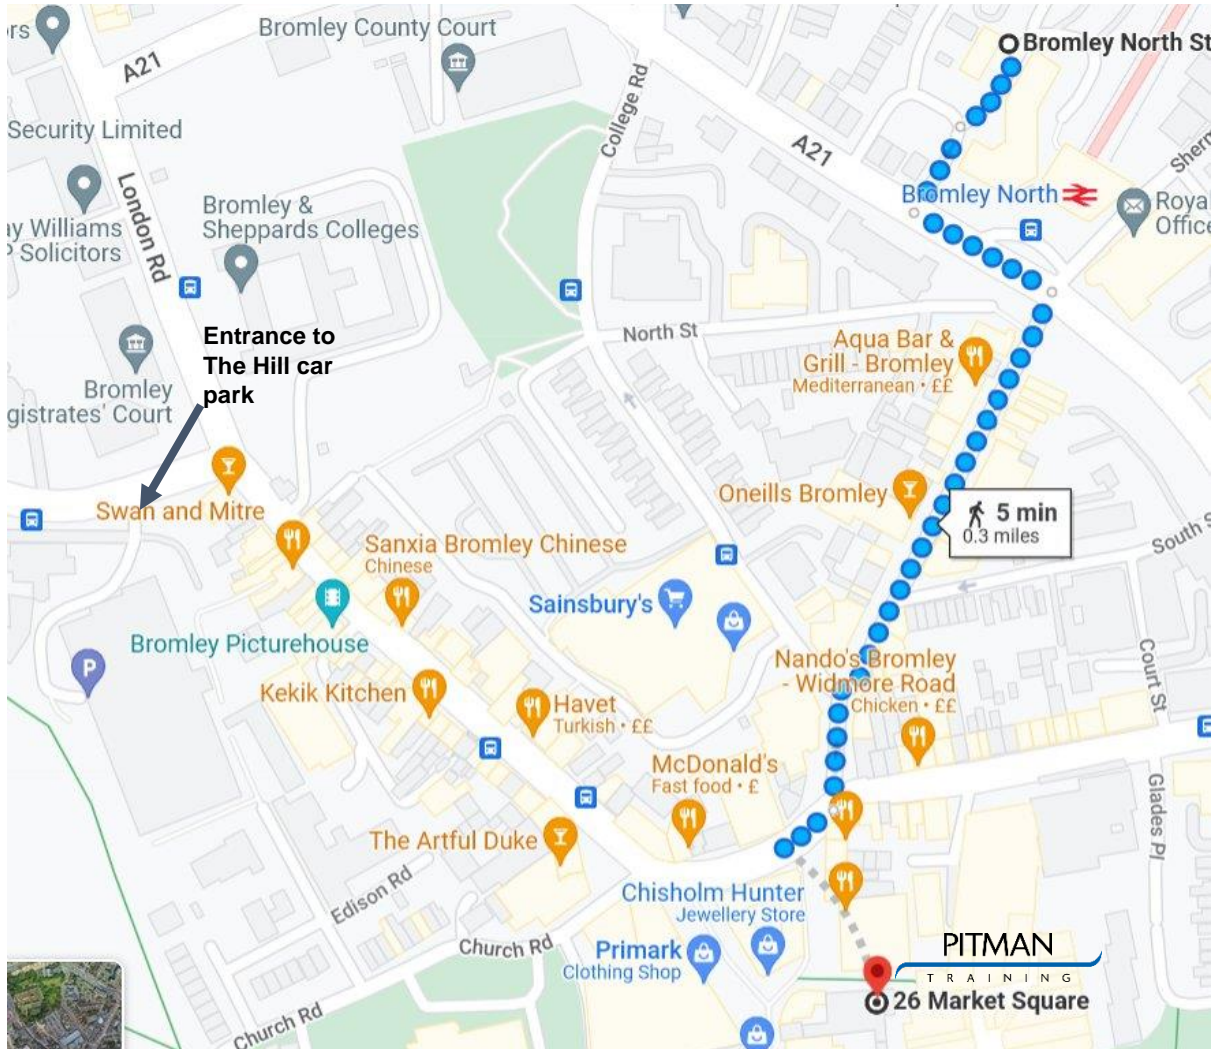 rs
Bromley County Court
Bromley North St
A21
College Rd
A21
Security Limited
Sherm
London Rd
Bromley &
Sheppards Colleges
Bromley North
Royal
Office
ay Williams
P Solicitors
Entrance to
The Hill car
park
North St
Aqua Bar &
Grill - Bromley
Mediterranean • ££
Bromley
gistrates' Court
Swan and Mitre
Oneills Bromley
5 min
0.3 miles
South S
Sanxia Bromley Chinese
Chinese
Sainsbury's
Bromley Picturehouse
P
Nando's Bromley
- Widmore Road
Chicken • ££
Court St
Kekik Kitchen
Havet
Turkish • ££
McDonald's
Fast food • £
Glades Pl
The Artful Duke
Edison Rd
Chisholm Hunter
Jewellery Store
Church Rd
Primark
Clothing Shop
PITMAN
TRAINING
26 Market Square
Church Rd